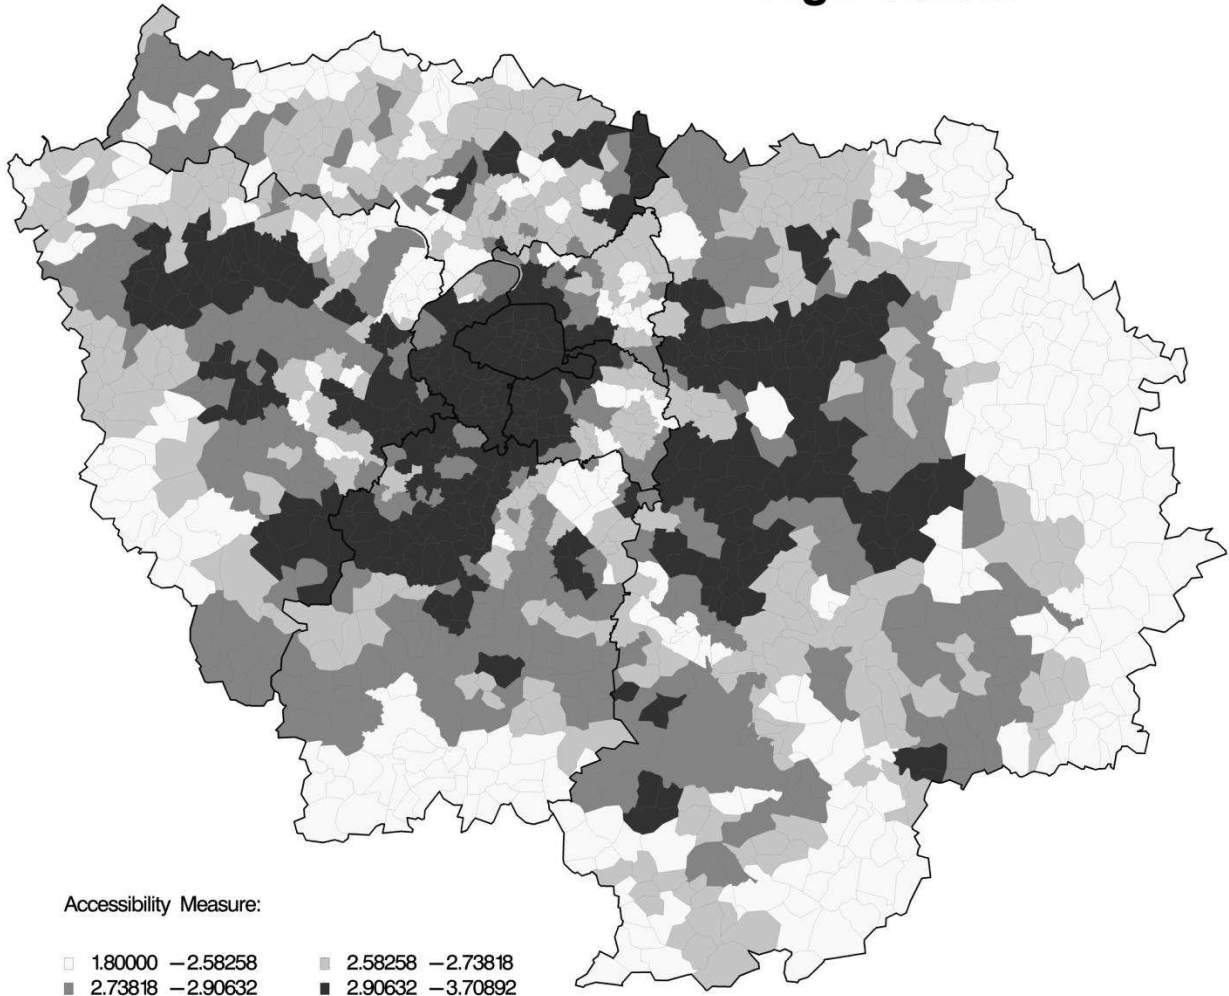 Accessibility Measure:
1.80000 – 2.58258 2.58258 – 2.73818
2.73818 – 2.90632 2.90632 – 3.70892